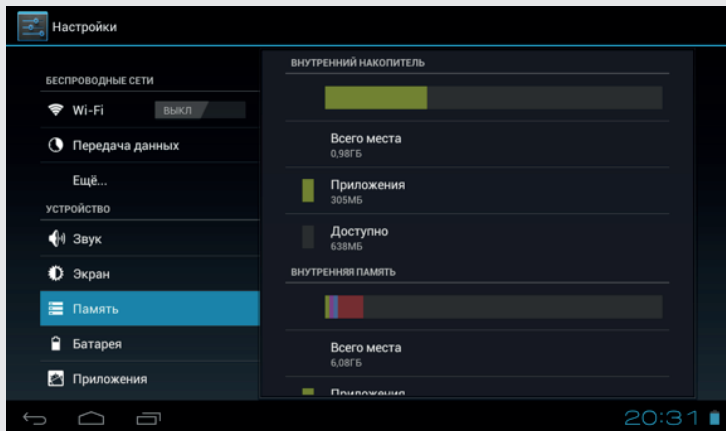 Настройки
БЕСПРОВОДНЫЕ СЕТИ
Wi-Fi ВЫКЛ
Передача данных
Ещё...
УСТРОЙСТВО
Звук
Экран
Память
Батарея
Приложения
ВНУТРЕННИЙ НАКОПИТЕЛЬ
Всего места
0,98ГБ
Приложения
305МБ
Доступно
638МБ
ВНУТРЕННЯЯ ПАМЯТЬ
Всего места
6,08ГБ
Приложения
20:31